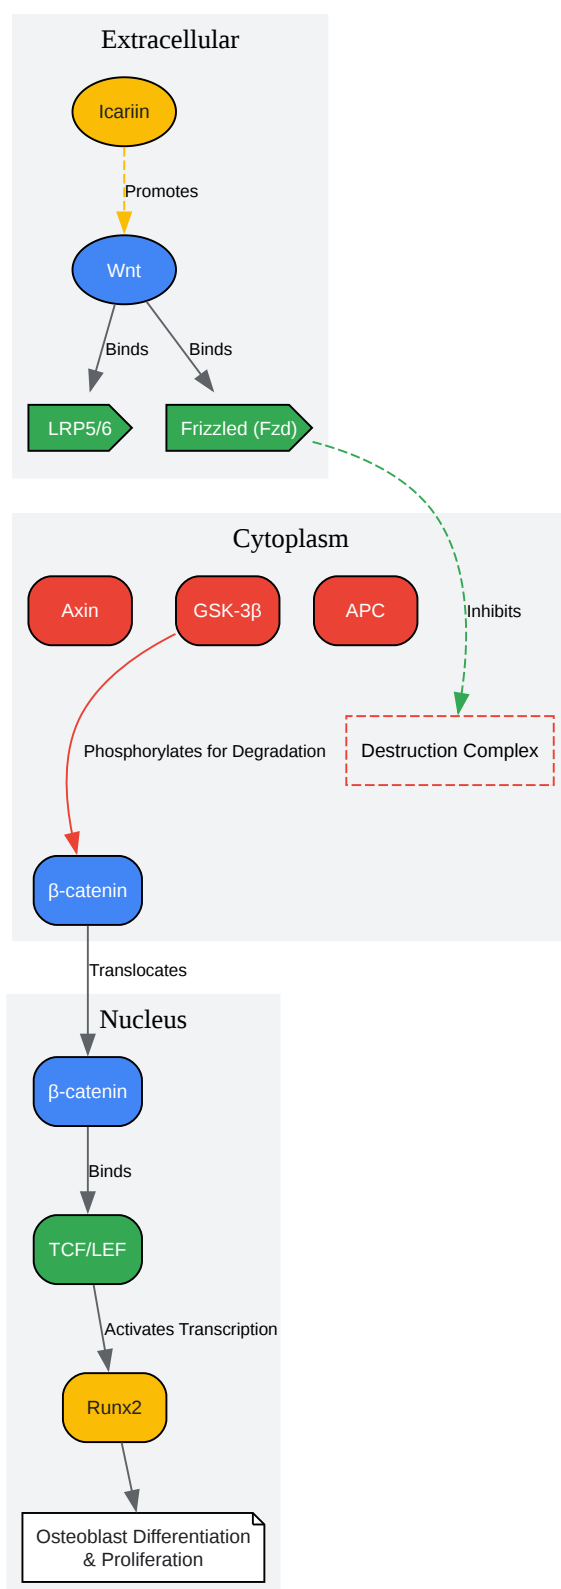 Extracellular
Icariin
Promotes
Wnt
Binds
Binds
LRP5/6
Frizzled (Fzd)
Cytoplasm
Axin
GSK-3β
APC
Inhibits
Phosphorylates for Degradation
Destruction Complex
β-catenin
Translocates
Nucleus
β-catenin
Binds
TCF/LEF
Activates Transcription
Runx2
Osteoblast Differentiation
& Proliferation